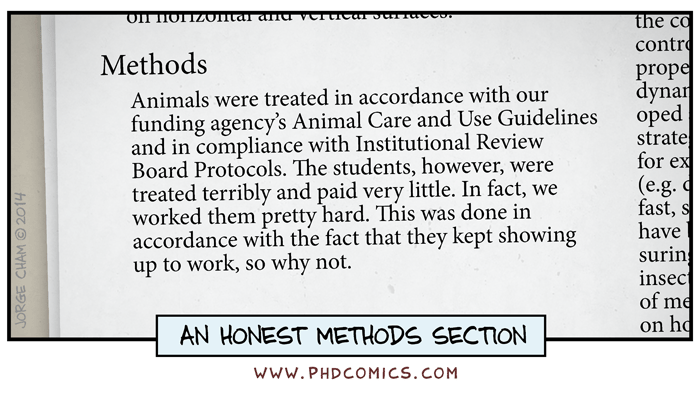 on horizontal and vertical surfaces.
Methods
Animals were treated in accordance with our
funding agency's Animal Care and Use Guidelines
and in compliance with Institutional Review
Board Protocols. The students, however, were
treated terribly and paid very little. In fact, we
worked them pretty hard. This was done in
accordance with the fact that they kept showing
up to work, so why not.
the co
contro
prope
dynan
oped
strate
for ex
(e.g. c
fast, s
have l
surin
insect
of me
on ho
JORGE CHAM © 2014
AN HONEST METHODS SECTION
WWW.PHDCOMICS.COM